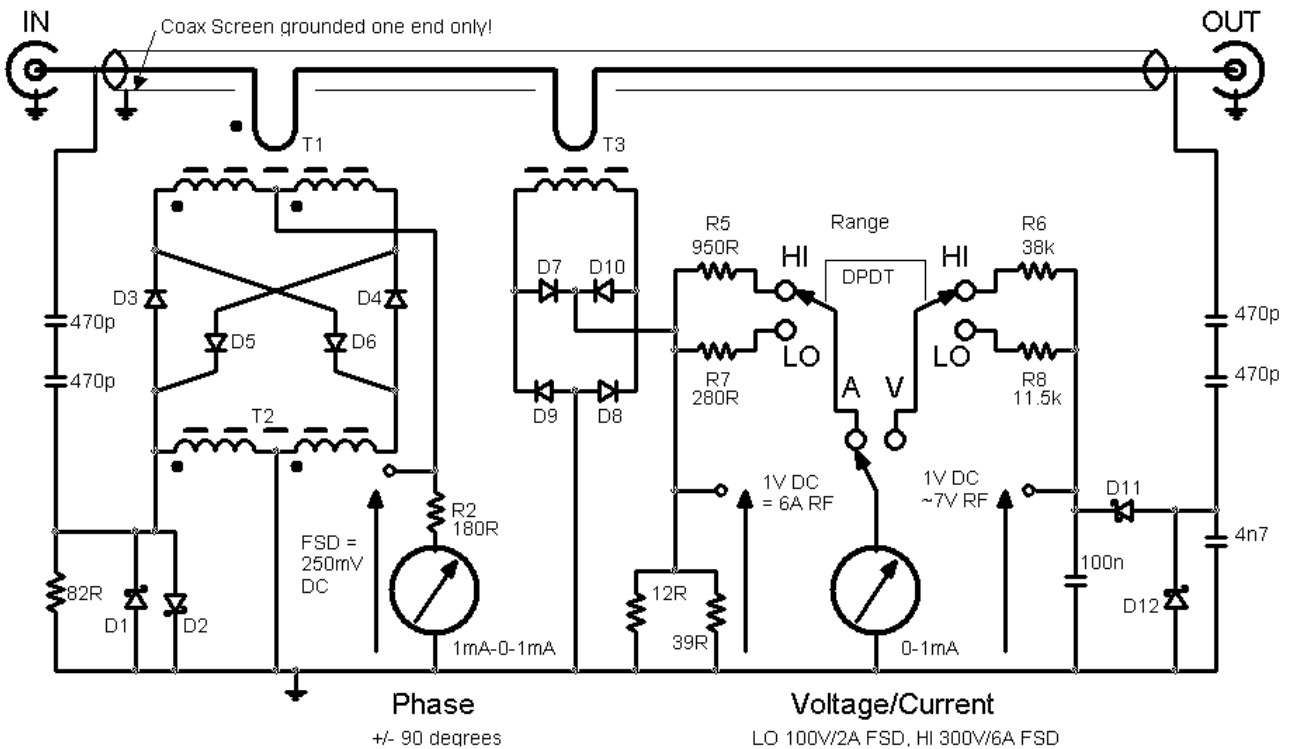 IN
Coax Screen grounded one end only!
OUT
T1
T3
R5
950R
HI
Range
DPDT
HI
R6
38k
D3
D4
D5
D6
D7
D10
LO
LO
470p
470p
470p
470p
R7
280R
R8
11.5k
D9
D8
A
V
T2
R2
180R
FSD =
250mV
DC
1V DC
= 6A RF
1V DC
~7V RF
D11
4n7
100n
82R
D1
D2
12R
39R
D12
1mA-0-1mA
0-1mA
Phase
+/- 90 degrees
Voltage/Current
LO 100V/2A FSD, HI 300V/6A FSD